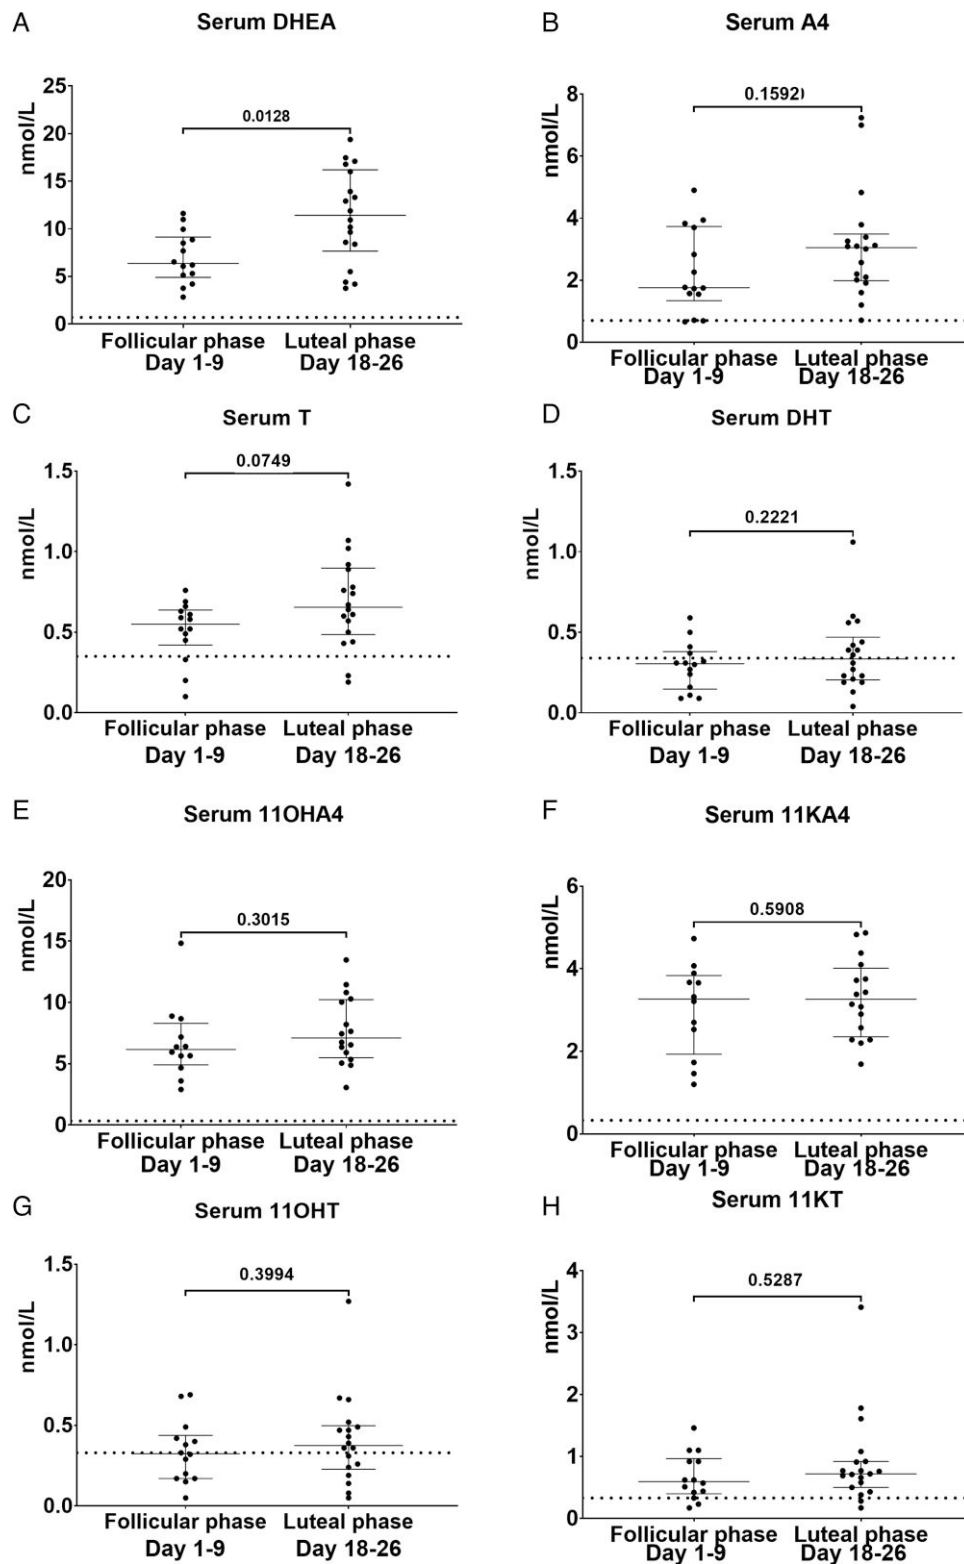 A
Serum DHEA
nmol/L
25
20
15
10
5
0
0.0128
Follicular phase
Day 1-9
Luteal phase
Day 18-26
B
Serum A4
nmol/L
8
6
4
2
0
0.1592)
Follicular phase
Day 1-9
Luteal phase
Day 18-26
C
Serum T
nmol/L
1.5
1.0
0.5
0.0
0.0749
Follicular phase
Day 1-9
Luteal phase
Day 18-26
D
Serum DHT
nmol/L
1.5
1.0
0.5
0.0
0.2221
Follicular phase
Day 1-9
Luteal phase
Day 18-26
E
Serum 11OHA4
nmol/L
20
15
10
5
0
0.3015
Follicular phase
Day 1-9
Luteal phase
Day 18-26
F
Serum 11KA4
nmol/L
6
4
2
0
0.5908
Follicular phase
Day 1-9
Luteal phase
Day 18-26
G
Serum 11OHT
nmol/L
1.5
1.0
0.5
0.0
0.3994
Follicular phase
Day 1-9
Luteal phase
Day 18-26
H
Serum 11KT
nmol/L
4
3
2
1
0
0.5287
Follicular phase
Day 1-9
Luteal phase
Day 18-26